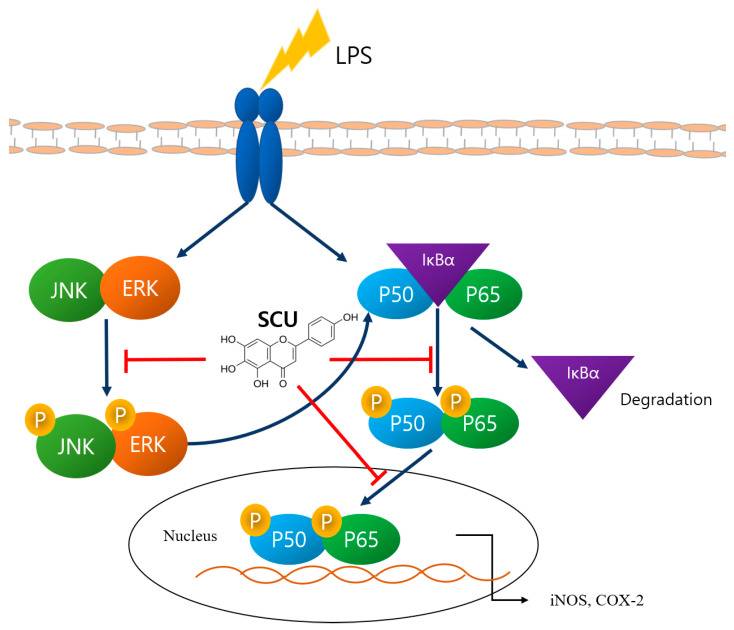 LPS
IκBα
JNK
ERK
P50
P65
SCU
OH
HO
HO
OH
O
O
IκBα
Degradation
P
P
JNK
ERK
P
P
P50
P65
Nucleus
P
P
P50
P65
iNOS, COX-2